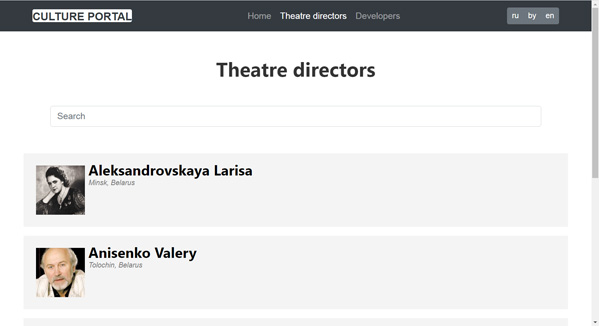 CULTURE PORTAL Home Theatre directors Developers ru by en
Theatre directors
Search
Aleksandrovskaya Larisa
Minsk, Belarus
Anisenko Valery
Tolochin, Belarus